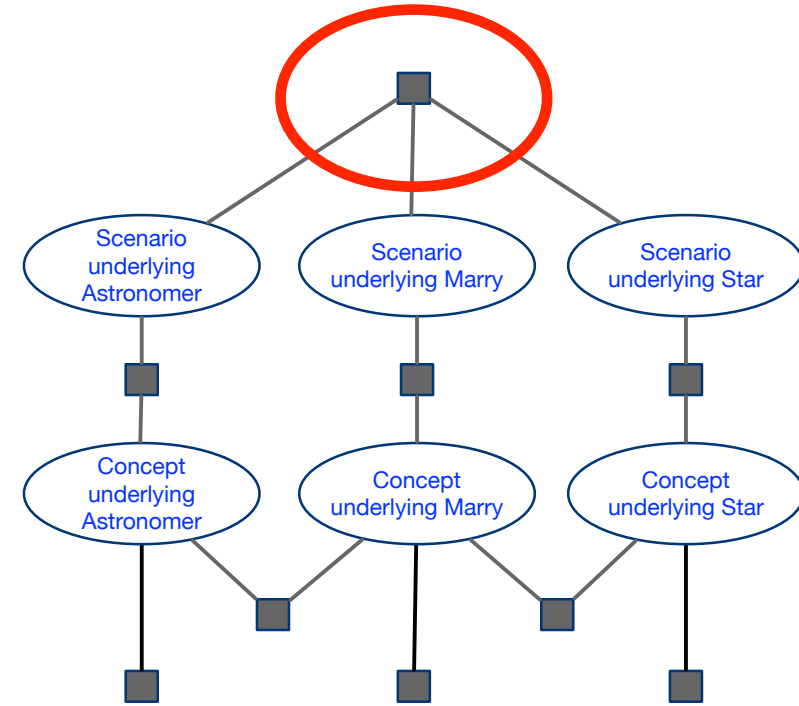 Scenario
underlying
Astronomer
Scenario
underlying Marry
Scenario
underlying Star
Concept
underlying
Astronomer
Concept
underlying Marry
Concept
underlying Star